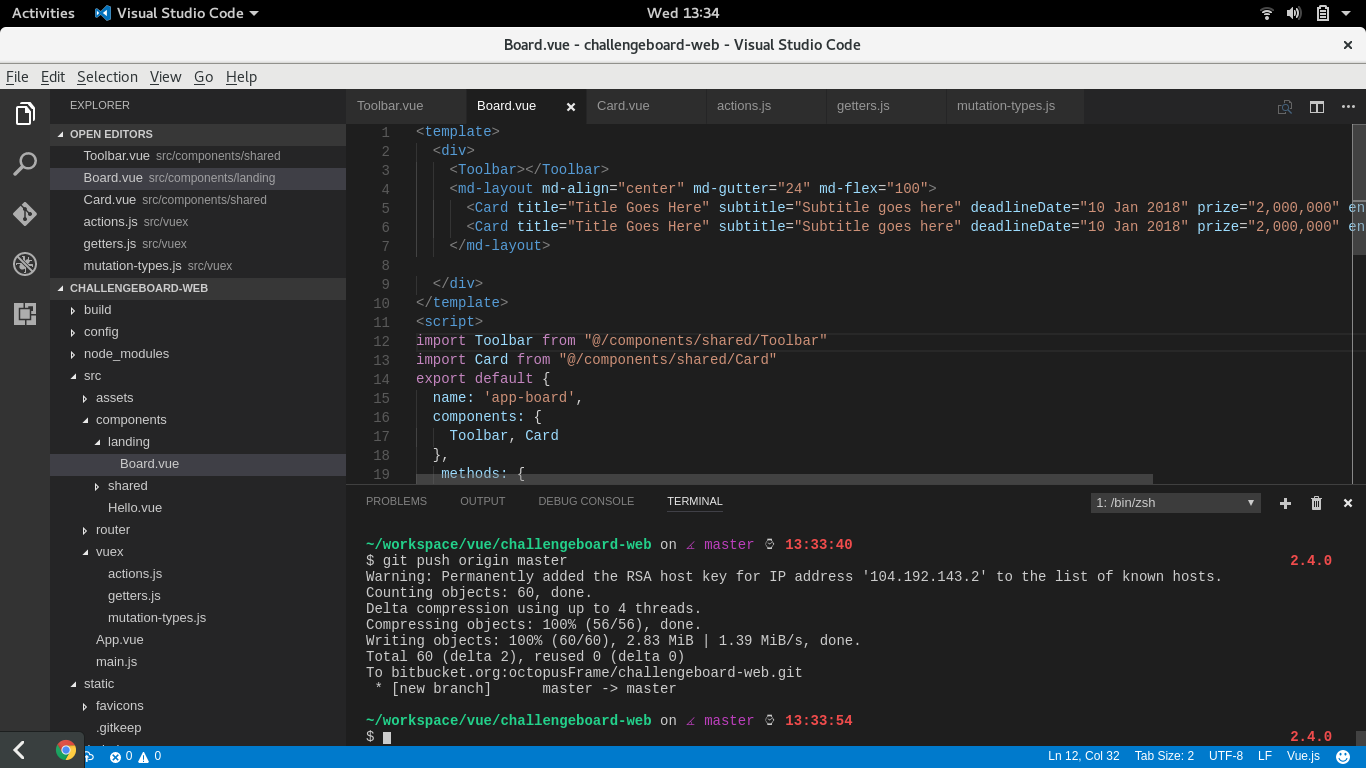 Activities Visual Studio Code Wed 13:34
Board.vue - challengeboard-web - Visual Studio Code
File Edit Selection View Go Help
EXPLORER
OPEN EDITORS
Toolbar.vue src/components/shared
Board.vue src/components/landing
Card.vue src/components/shared
actions.js src/vuex
getters.js src/vuex
mutation-types.js src/vuex
CHALLENGEBOARD-WEB
build
config
node_modules
src
assets
components
landing
Board.vue
shared
Hello.vue
router
vuex
actions.js
getters.js
mutation-types.js
App.vue
main.js
static
favicons
.gitkeep
Toolbar.vue Board.vue Card.vue actions.js getters.js mutation-types.js
1 <template>
2 <div>
3 <Toolbar></Toolbar>
4 <md-layout md-align="center" md-gutter="24" md-flex="100">
5 <Card title="Title Goes Here" subtitle="Subtitle goes here" deadlineDate="10 Jan 2018" prize="2,000,000" en
6 <Card title="Title Goes Here" subtitle="Subtitle goes here" deadlineDate="10 Jan 2018" prize="2,000,000" en
7 </md-layout>
8
9 </div>
10 </template>
11 <script>
12 import Toolbar from "@/components/shared/Toolbar"
13 import Card from "@/components/shared/Card"
14 export default {
15 name: 'app-board',
16 components: {
17 Toolbar, Card
18 },
19 methods: {
PROBLEMS OUTPUT DEBUG CONSOLE TERMINAL 1: /bin/zsh
~/workspace/vue/challengeboard-web on master 13:33:40
$ git push origin master 2.4.0
Warning: Permanently added the RSA host key for IP address '104.192.143.2' to the list of known hosts.
Counting objects: 60, done.
Delta compression using up to 4 threads.
Compressing objects: 100% (56/56), done.
Writing objects: 100% (60/60), 2.83 MiB | 1.39 MiB/s, done.
Total 60 (delta 2), reused 0 (delta 0)
To bitbucket.org:octopusFrame/challengeboard-web.git
* [new branch] master -> master
~/workspace/vue/challengeboard-web on master 13:33:54
$ 2.4.0
0 0 Ln 12, Col 32 Tab Size: 2 UTF-8 LF Vue.js